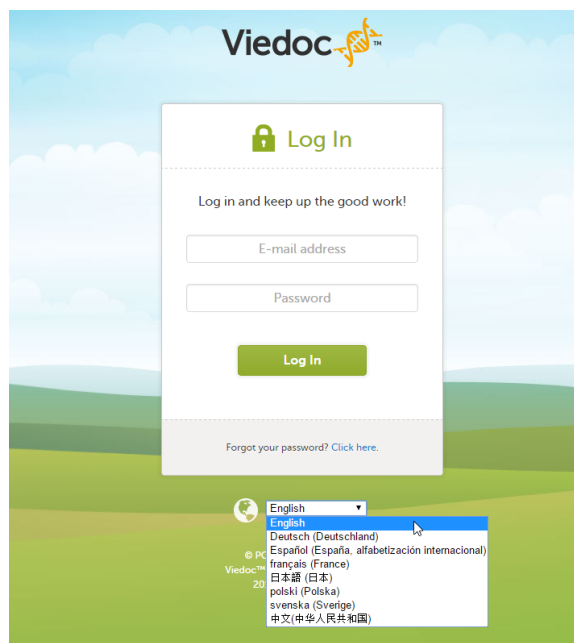 Viedoc™
Log In
Log in and keep up the good work!
E-mail address
Password
Log In
Forgot your password? Click here.
English
English
Deutsch (Deutschland)
Español (España, alfabetización internacional)
français (France)
日本語 (日本)
polski (Polska)
svenska (Sverige)
中文(中华人民共和国)
©
Viedoc™